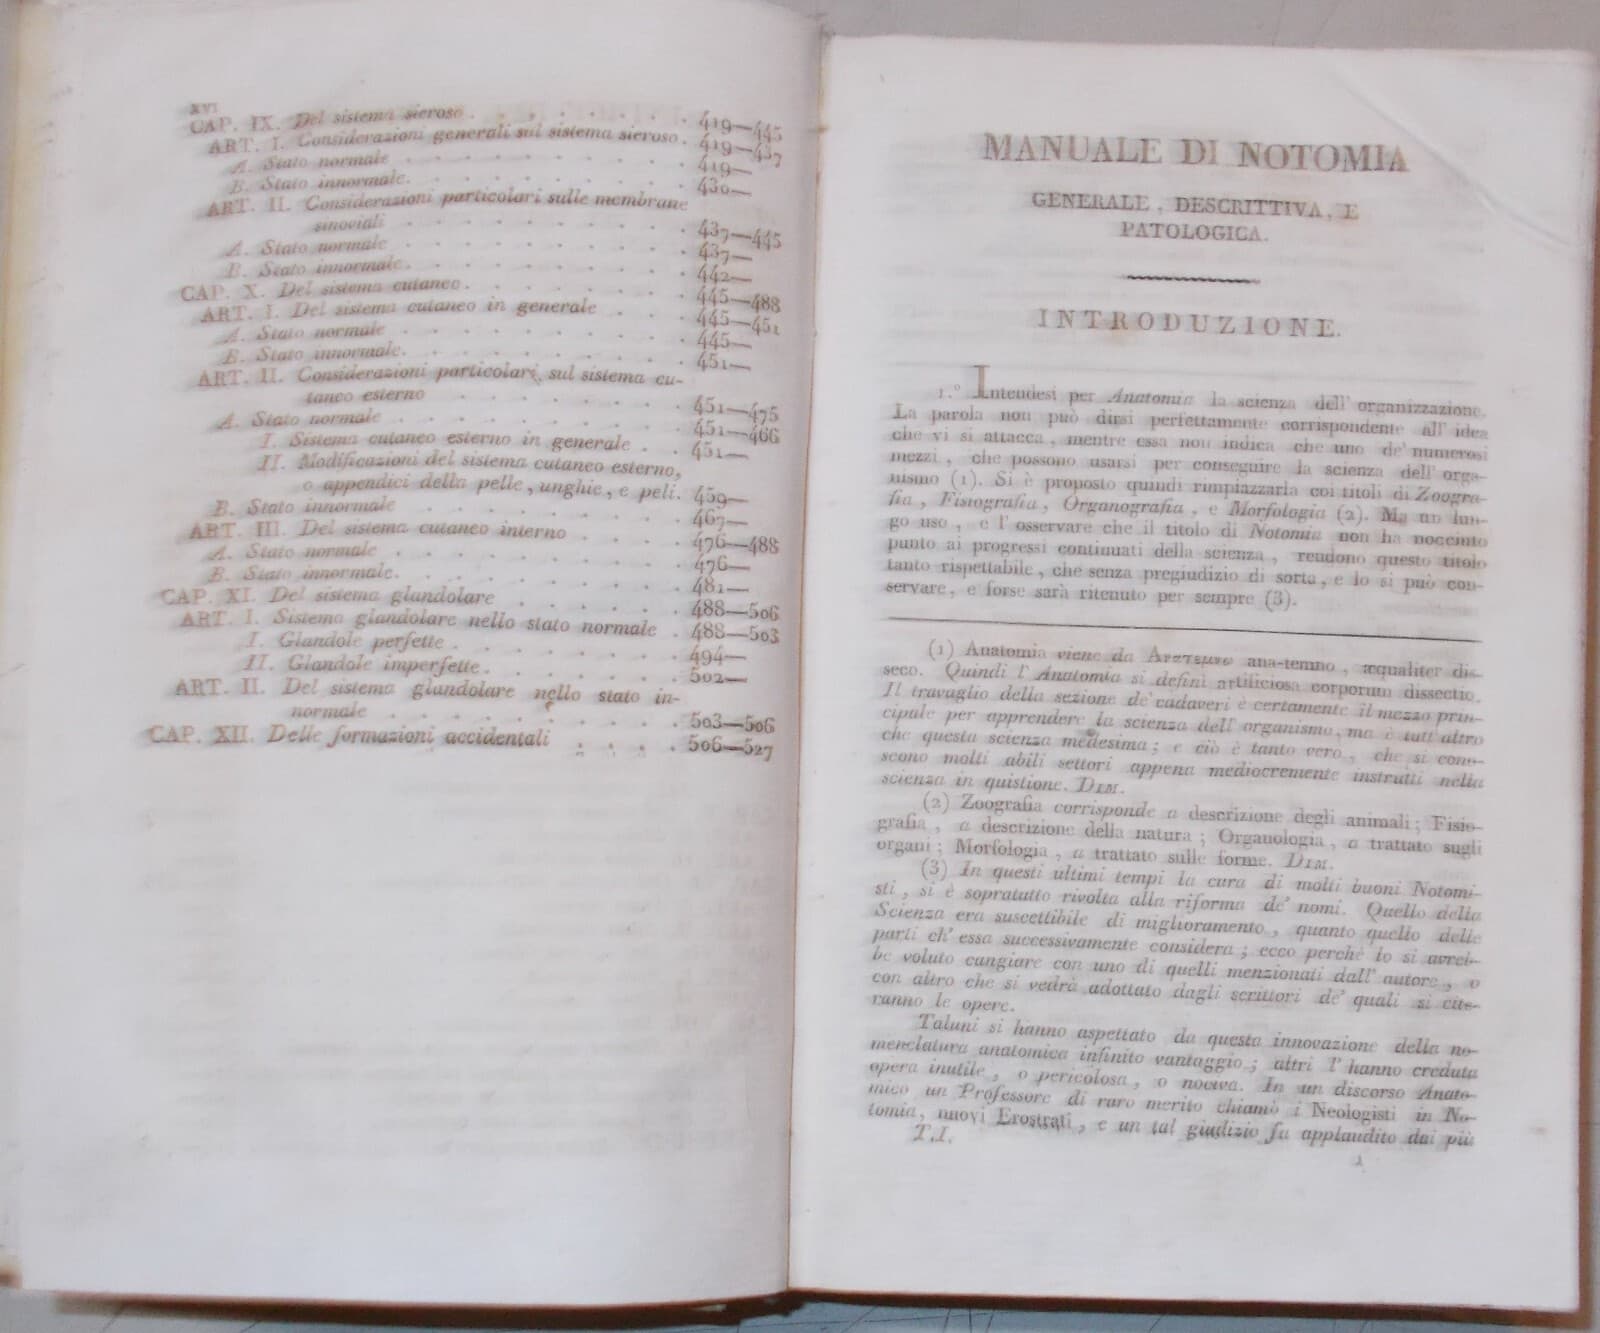 XVI
CAP. IX. Del sistema sieroso . . . . . . 419—445
ART. I. Considerazioni generali sul sistema sieroso. 419—437
A. Stato normale . . . . . . . . 419—
B. Stato innormale. . . . . . . . 430—
ART. II. Considerazioni particolari sulle membrane
sinoviali . . . . . . . . 437—445
A. Stato normale . . . . . . . . 437—
B. Stato innormale. . . . . . . . 442—
CAP. X. Del sistema cutaneo. . . . . . . 445—488
ART. I. Del sistema cutaneo in generale . . . 445—451
A. Stato normale . . . . . . . . 445—
B. Stato innormale. . . . . . . . 451—
ART. II. Considerazioni particolari sul sistema cu-
taneo esterno . . . . . . . 451—475
A. Stato normale . . . . . . . . 451—466
I. Sistema cutaneo esterno in generale . . 451—
II. Modificazioni del sistema cutaneo esterno,
o appendici della pelle, unghie, e peli. 459—
B. Stato innormale . . . . . . . . 467—
ART. III. Del sistema cutaneo interno . . . . 476—488
A. Stato normale . . . . . . . . 476—
B. Stato innormale. . . . . . . . 481—
CAP. XI. Del sistema glandolare . . . . . . 488—506
ART. I. Sistema glandolare nello stato normale . 488—503
I. Glandole perfette . . . . . . . 494—
II. Glandole imperfette. . . . . . . 502—
ART. II. Del sistema glandolare nello stato in-
normale . . . . . . . . 503—506
CAP. XII. Delle formazioni accidentali . . . . 506—527
MANUALE DI NOTOMIA
GENERALE, DESCRITTIVA, E
PATOLOGICA.
INTRODUZIONE.
1.° Intendesi per Anatomia la scienza dell' organizzazione.
La parola non può dirsi perfettamente corrispondente all' idea
che vi si attacca, mentre essa non indica che uno de' numerosi
mezzi, che possono usarsi per conseguire la scienza dell' orga-
nismo (1). Si è proposto quindi rimpiazzarla coi titoli di Zoogra-
fia, Fisiografia, Organografia, e Morfologia (2). Ma un lun-
go uso, e l' osservare che il titolo di Notomia non ha nociuto
punto ai progressi continuati della scienza, rendono questo titolo
tanto rispettabile, che senza pregiudizio di sorta, e lo si può con-
servare, e forse sarà ritenuto per sempre (3).
(1) Anatomia viene da ana-temno, æqualiter dis-
seco. Quindi l' Anatomia si definì artificiosa corporum dissectio.
Il travaglio della sezione de' cadaveri è certamente il mezzo prin-
cipale per apprendere la scienza dell' organismo, ma è tutt' altro
che questa scienza medesima; e ciò è tanto vero, che si cono-
scono molti abili settori appena mediocremente instrutti nella
scienza in quistione. DIM.
(2) Zoografia corrisponde a descrizione degli animali; Fisio-
grafia, a descrizione della natura; Organologia, a trattato sugli
organi; Morfologia, a trattato sulle forme. DIM.
(3) In questi ultimi tempi la cura di molti buoni Notomi-
sti, si è sopratutto rivolta alla riforma de' nomi. Quello della
Scienza era suscettibile di miglioramento, quanto quello delle
parti ch' essa successivamente considera; ecco perchè lo si avreb-
be voluto cangiare con uno di quelli menzionati dall' autore, o
con altro che si vedrà adottato dagli scrittori de' quali si cite-
ranno le opere.
Taluni si hanno aspettato da questa innovazione della no-
menclatura anatomica infinito vantaggio; altri l' hanno creduta
opera inutile, o pericolosa, o nociva. In un discorso Anato-
mico un Professore di raro merito chiamò i Neologisti in No-
tomia, nuovi Erostrati, e un tal giudizio fu applaudito dai più
T.I. 1